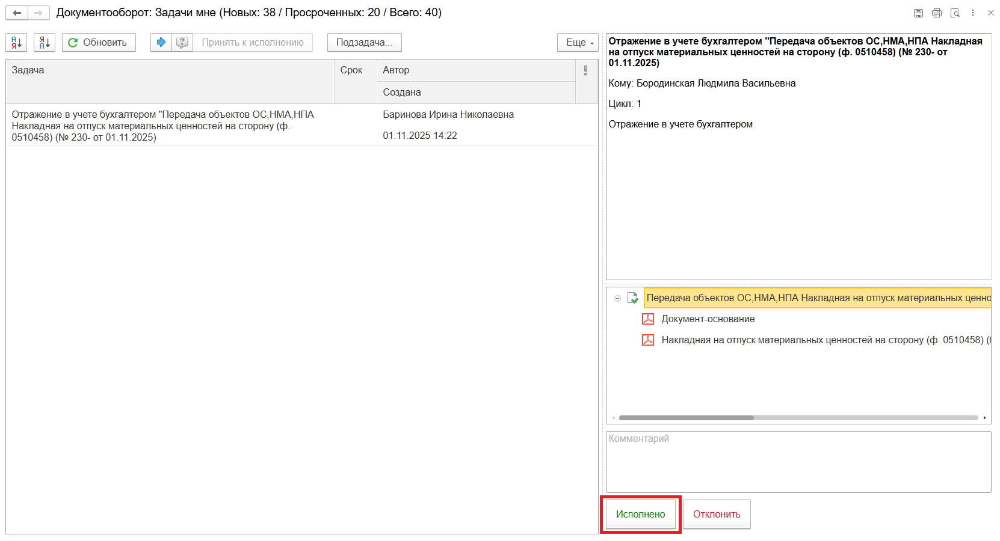 Документооборот: Задачи мне (Новых: 38 / Просроченных: 20 / Всего: 40)
Обновить
Принять к исполнению
Подзадача...
Еще
Задача
Срок
Автор
Создана
Отражение в учете бухгалтером "Передача объектов ОС,НМА,НПА
Накладная на отпуск материальных ценностей на сторону (ф.
0510458) (№ 230- от 01.11.2025)
Баринова Ирина Николаевна
01.11.2025 14:22
Отражение в учете бухгалтером "Передача объектов ОС,НМА,НПА Накладная
на отпуск материальных ценностей на сторону (ф. 0510458) (№ 230- от
01.11.2025)
Кому: Бородинская Людмила Васильевна
Цикл: 1
Отражение в учете бухгалтером
Передача объектов ОС,НМА,НПА Накладная на отпуск материальных ценно
Документ-основание
Накладная на отпуск материальных ценностей на сторону (ф. 0510458) (
Комментарий
Исполнено
Отклонить